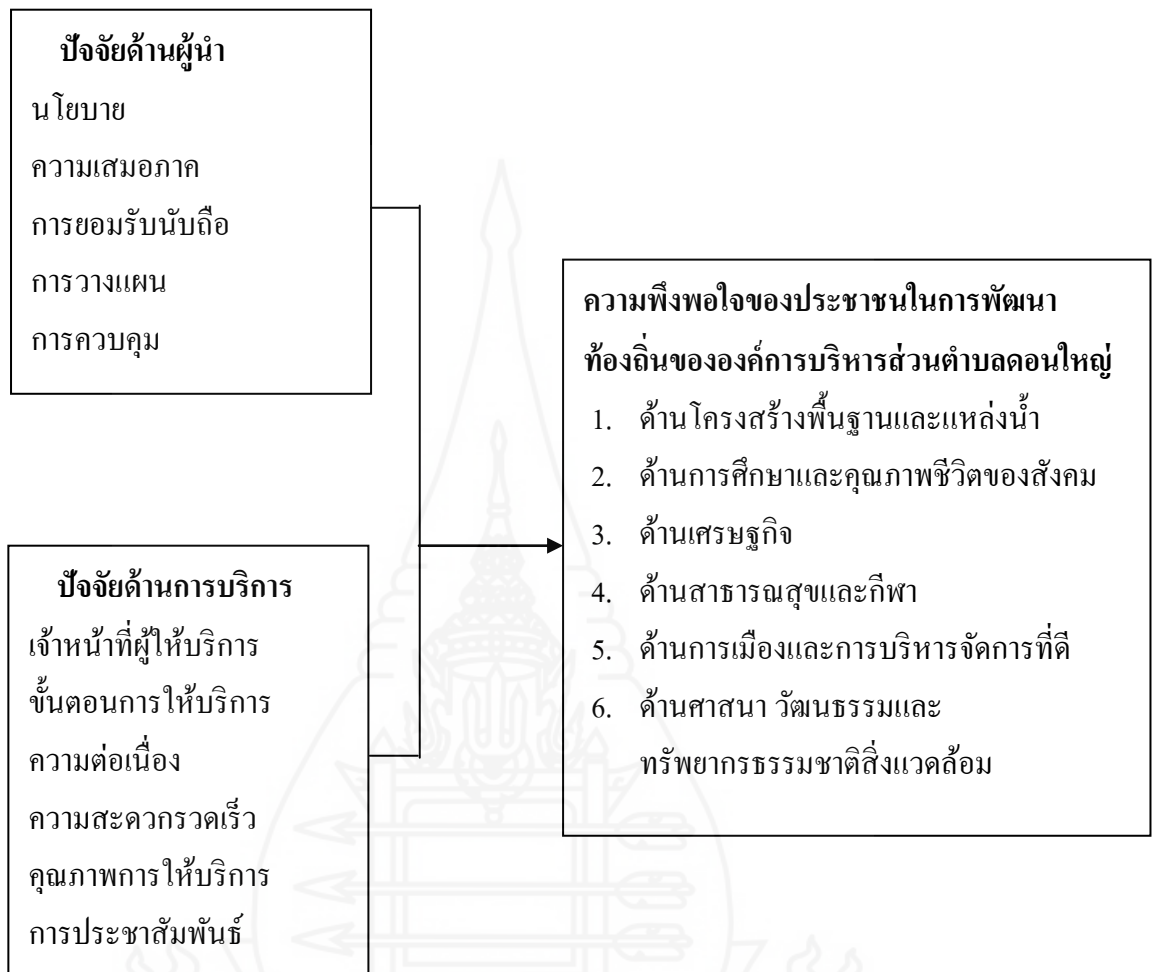 ปัจจัยด้านผู้นำ
นโยบาย
ความเสมอภาค
การยอมรับนับถือ
การวางแผน
การควบคุม
ปัจจัยด้านการบริการ
เจ้าหน้าที่ผู้ให้บริการ
ขั้นตอนการให้บริการ
ความต่อเนื่อง
ความสะดวกรวดเร็ว
คุณภาพการให้บริการ
การประชาสัมพันธ์
ความพึงพอใจของประชาชนในการพัฒนา
ท้องถิ่นขององค์การบริหารส่วนตำบลดอนใหญ่
1. ด้านโครงสร้างพื้นฐานและแหล่งน้ำ
2. ด้านการศึกษาและคุณภาพชีวิตของสังคม
3. ด้านเศรษฐกิจ
4. ด้านสาธารณสุขและกีฬา
5. ด้านการเมืองและการบริหารจัดการที่ดี
6. ด้านศาสนา วัฒนธรรมและ
ทรัพยากรธรรมชาติสิ่งแวดล้อม